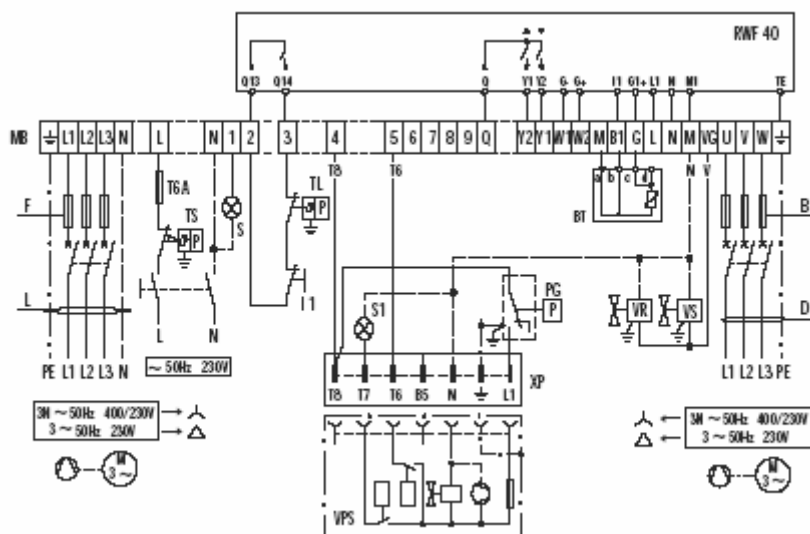 RWF 40
Q13 Q14 Q Y1 Y2 G- G+ I1 G1+ L1 N M1 TE
MB L1 L2 L3 N L N 1 2 3 4 5 6 7 8 9 Q Y2 Y1 W1 W2 M B1 G L N M VG U V W
T8 T6 N V
T6A TL a b c d
F TS P S P BT B
I1 S1 PG P VR VS
L L N D
PE L1 L2 L3 N ~ 50Hz 230V XP L1 L2 L3 PE
T8 T7 T6 B5 N L1
3N ~ 50Hz 400/230V
3 ~ 50Hz 230V
3N ~ 50Hz 400/230V
3 ~ 50Hz 230V
M
3 ~
M
3 ~
VPS